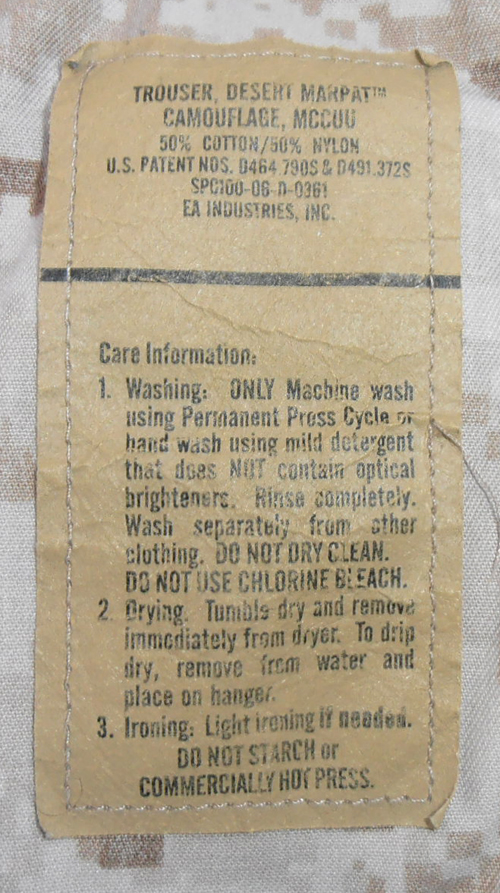 TROUSER, DESERT MARPAT™
CAMOUFLAGE, MCCUU
50% COTTON/50% NYLON
U.S. PATENT NOS. D464,790S & D491,372S
SPO100-06-D-0361
EA INDUSTRIES, INC.
Care Information:
1. Washing: ONLY Machine wash
using Permanent Press Cycle or
hand wash using mild detergent
that does NOT contain optical
brighteners. Rinse completely.
Wash separately from other
clothing. DO NOT DRY CLEAN.
DO NOT USE CHLORINE BLEACH.
2. Drying. Tumble dry and remove
immediately from dryer. To drip
dry, remove from water and
place on hanger.
3. Ironing: Light ironing if needed.
DO NOT STARCH or
COMMERCIALLY HOT PRESS.